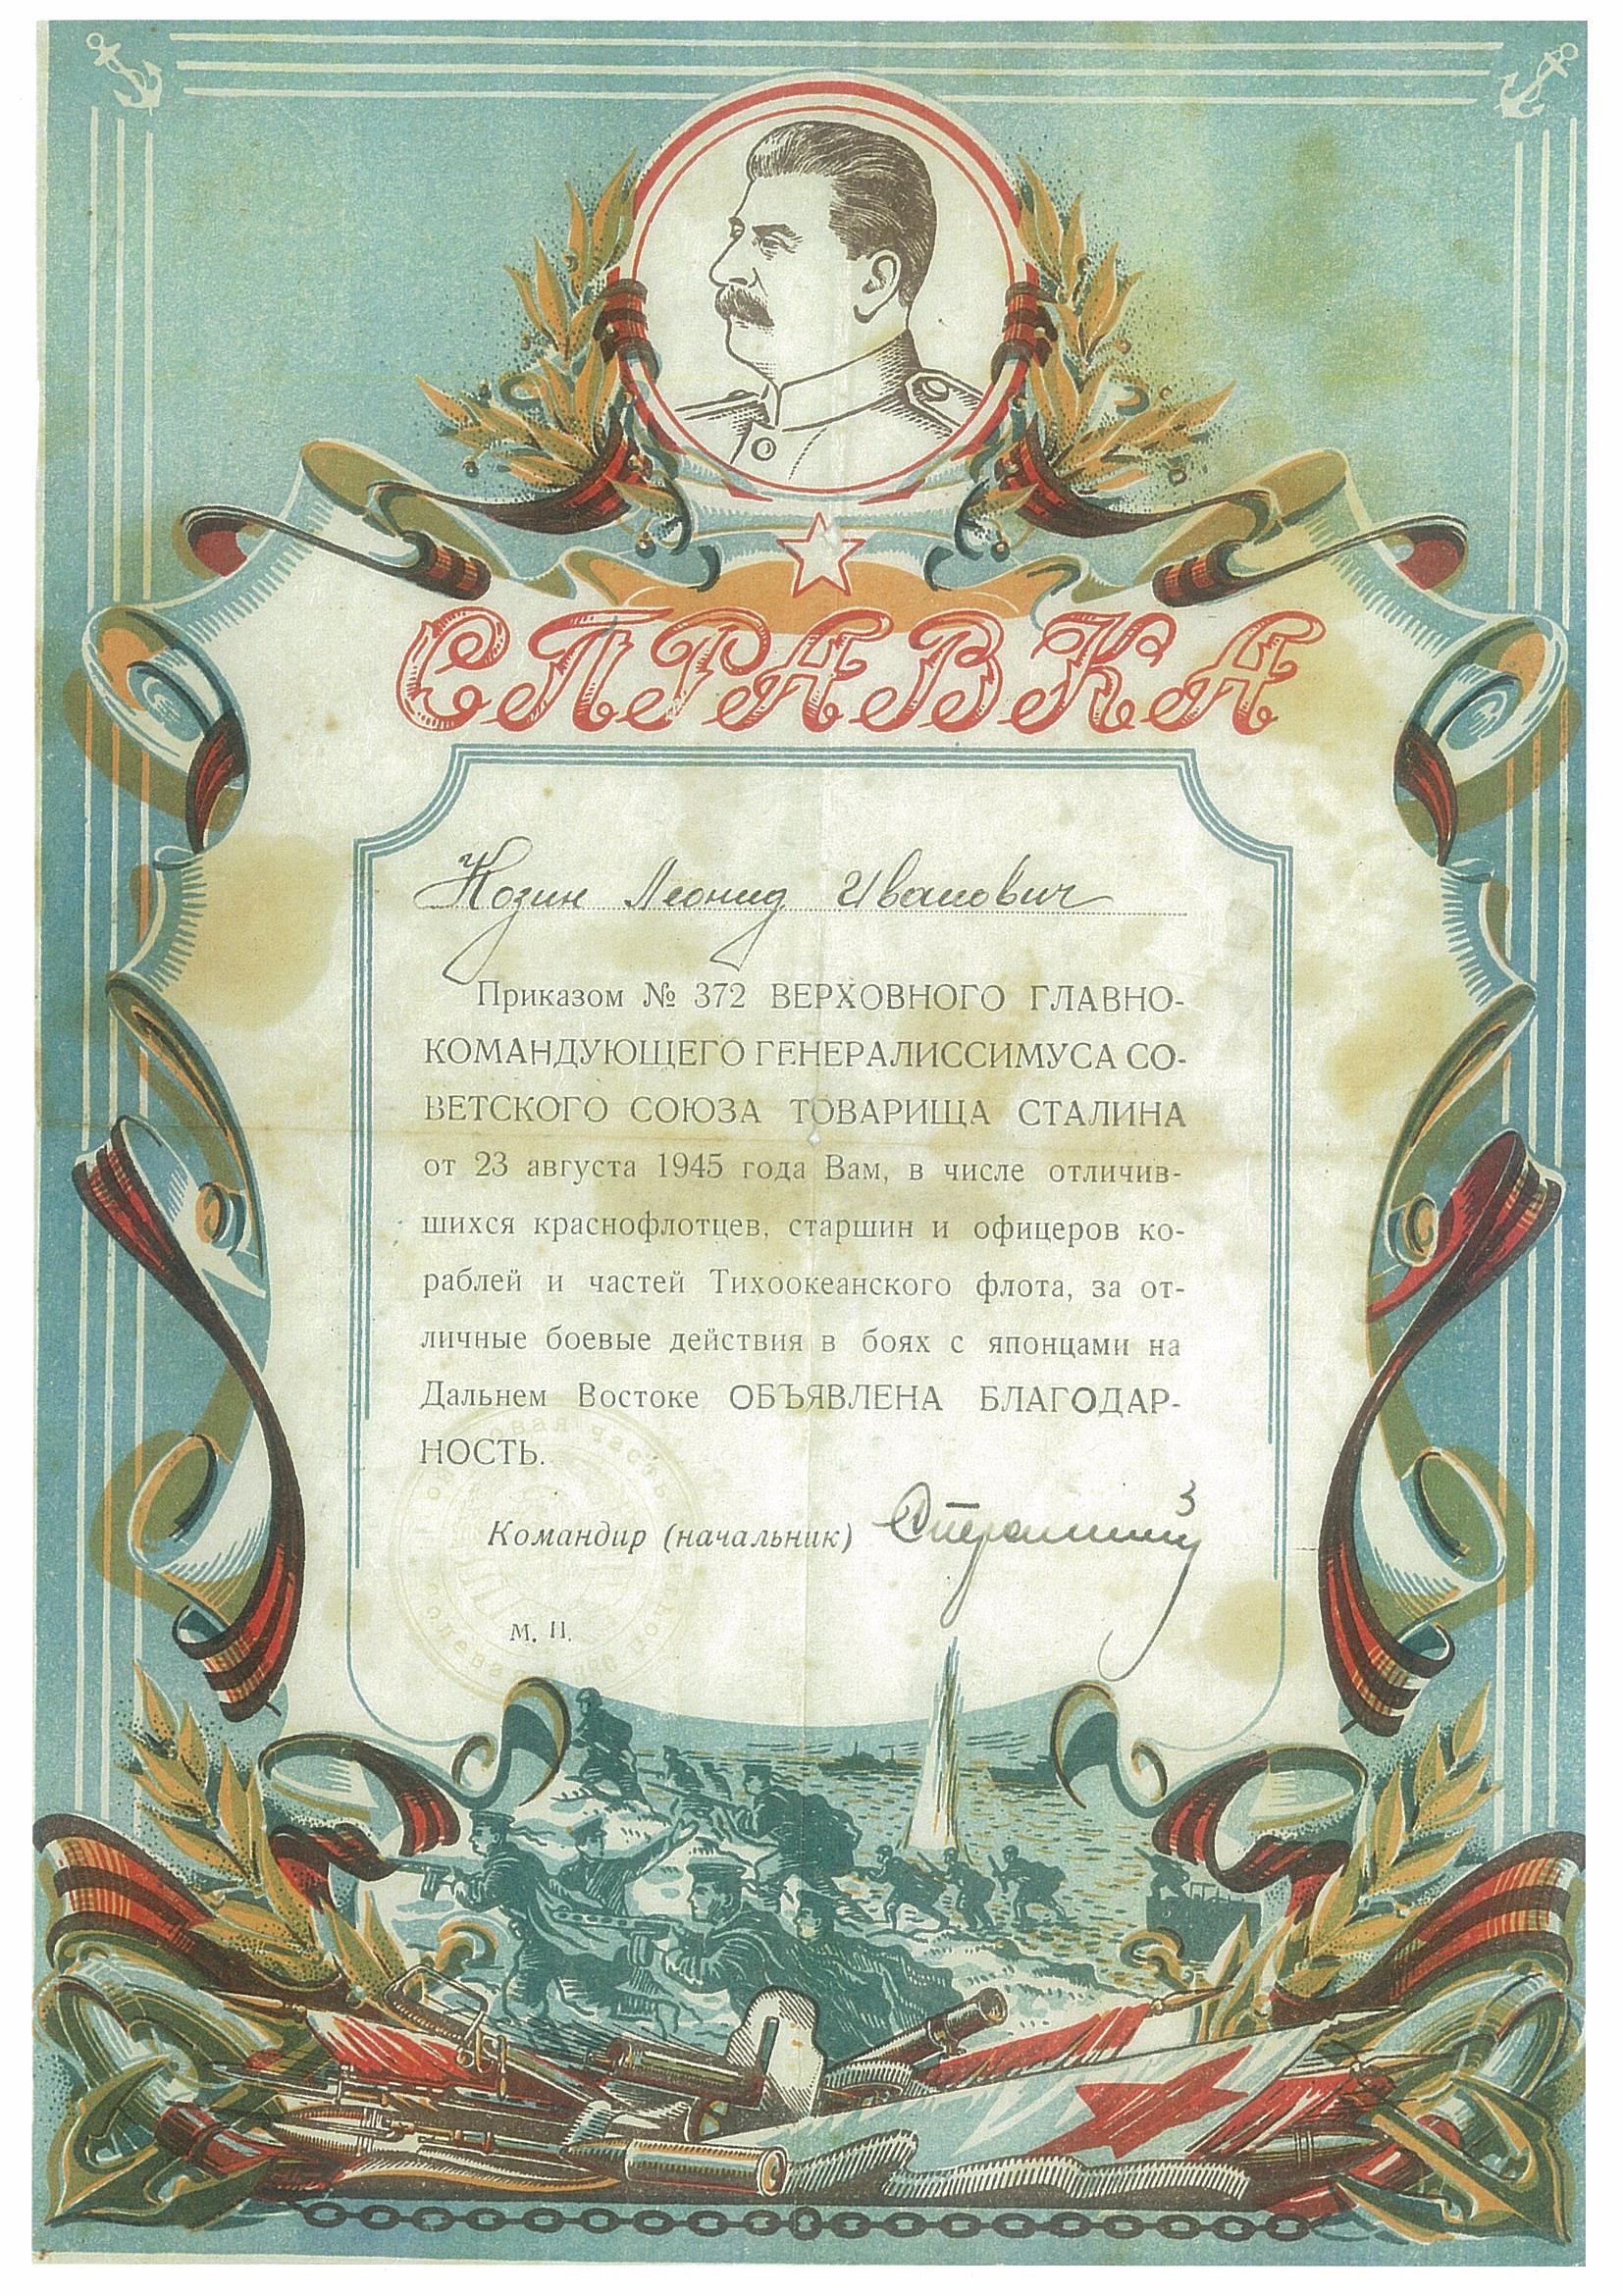 СПРАВКА
Козин Леонид Иванович
Приказом № 372 ВЕРХОВНОГО ГЛАВНО-
КОМАНДУЮЩЕГО ГЕНЕРАЛИССИМУСА СО-
ВЕТСКОГО СОЮЗА ТОВАРИЩА СТАЛИНА
от 23 августа 1945 года Вам, в числе отличив-
шихся краснофлотцев, старшин и офицеров ко-
раблей и частей Тихоокеанского флота, за от-
личные боевые действия в боях с японцами на
Дальнем Востоке ОБЪЯВЛЕНА БЛАГОДАР-
НОСТЬ.
Командир (начальник)
М. П.